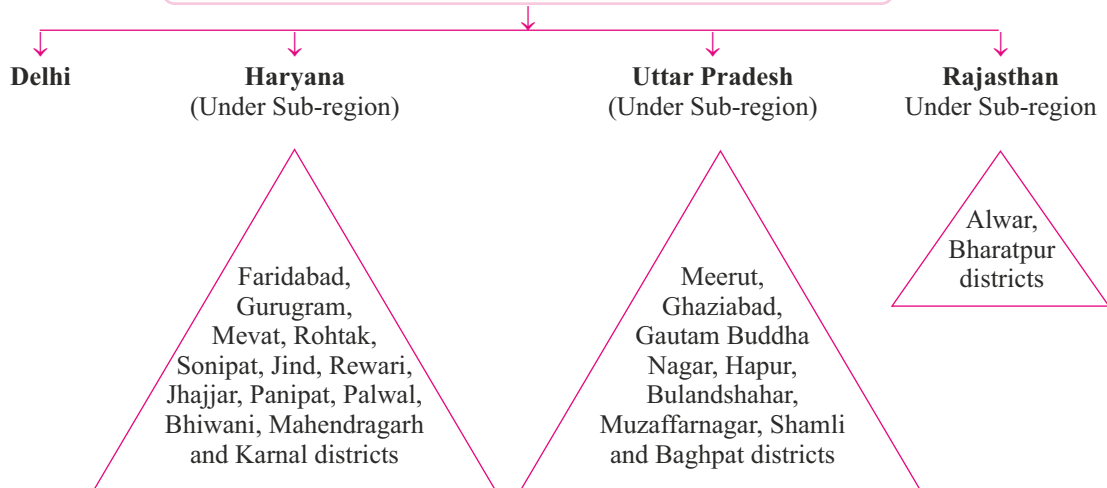 Delhi
Haryana
(Under Sub-region)
Uttar Pradesh
(Under Sub-region)
Rajasthan
Under Sub-region
Faridabad,
Gurugram,
Mevat, Rohtak,
Sonipat, Jind, Rewari,
Jhajjar, Panipat, Palwal,
Bhiwani, Mahendragarh
and Karnal districts
Meerut,
Ghaziabad,
Gautam Buddha
Nagar, Hapur,
Bulandshahar,
Muzaffarnagar, Shamli
and Baghpat districts
Alwar,
Bharatpur
districts